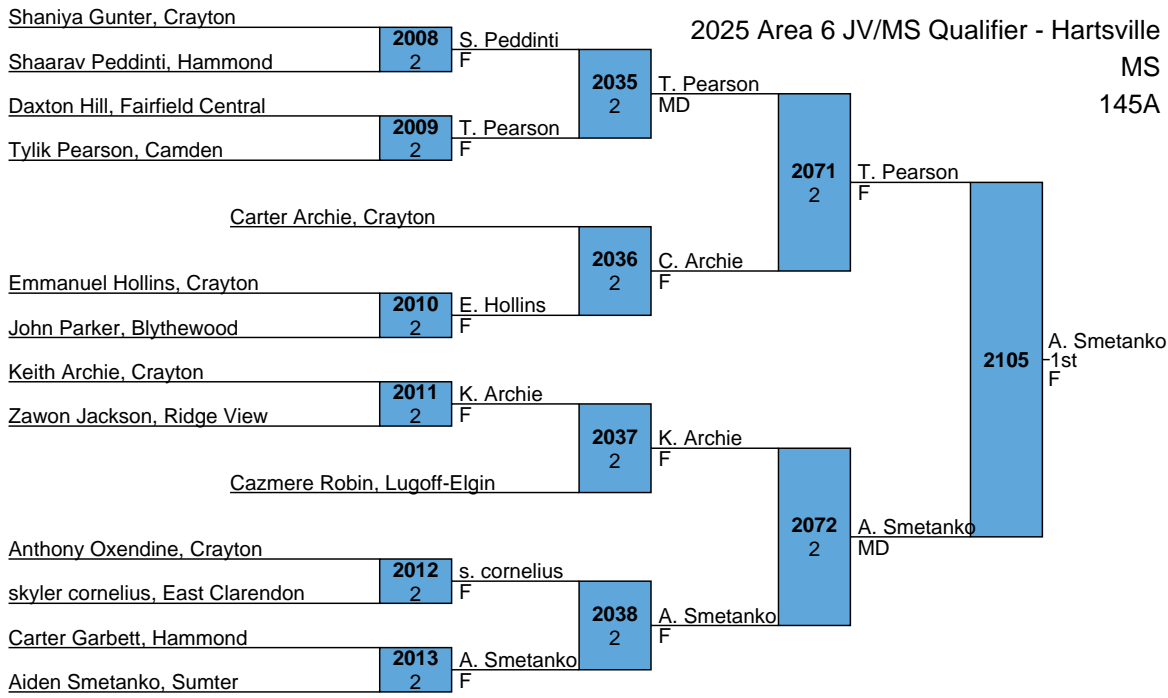 2025 Area 6 JV/MS Qualifier - Hartsville
MS
145A
Shaniya Gunter, Crayton
2008
2
S. Peddinti
F
Shaarav Peddinti, Hammond
2035
2
T. Pearson
MD
Daxton Hill, Fairfield Central
2009
2
T. Pearson
F
Tylik Pearson, Camden
2071
2
T. Pearson
F
Carter Archie, Crayton
2036
2
C. Archie
F
Emmanuel Hollins, Crayton
2010
2
E. Hollins
F
John Parker, Blythewood
2105
A. Smetanko
1st
F
Keith Archie, Crayton
2011
2
K. Archie
F
Zawon Jackson, Ridge View
2037
2
K. Archie
F
Cazmere Robin, Lugoff-Elgin
2072
2
A. Smetanko
MD
Anthony Oxendine, Crayton
2012
2
s. cornelius
F
skyler cornelius, East Clarendon
2038
2
A. Smetanko
F
Carter Garbett, Hammond
2013
2
A. Smetanko
F
Aiden Smetanko, Sumter